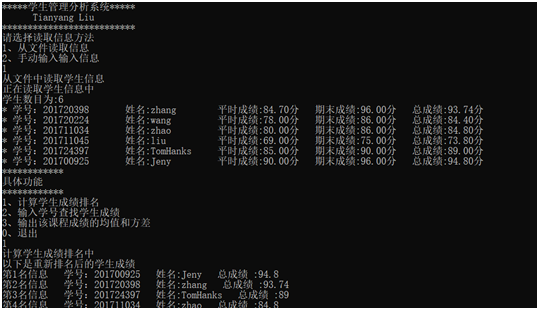 *****学生管理分析系统*****
Tianyang Liu
**************************
请选择读取信息方法
1、从文件读取信息
2、手动输入输入信息
1
从文件中读取学生信息
正在读取学生信息中
学生数目为:6
* 学号：201720398 姓名:zhang 平时成绩:84.70分 期末成绩:96.00分 总成绩:93.74分
* 学号：201720224 姓名:wang 平时成绩:78.00分 期末成绩:86.00分 总成绩:84.40分
* 学号：201711034 姓名:zhao 平时成绩:80.00分 期末成绩:86.00分 总成绩:84.80分
* 学号：201711045 姓名:liu 平时成绩:69.00分 期末成绩:75.00分 总成绩:73.80分
* 学号：201724397 姓名:TomHanks 平时成绩:85.00分 期末成绩:90.00分 总成绩:89.00分
* 学号：201700925 姓名:Jeny 平时成绩:90.00分 期末成绩:96.00分 总成绩:94.80分
************
具体功能
************
1、计算学生成绩排名
2、输入学号查找学生成绩
3、输出该课程成绩的均值和方差
0、退出
1
计算学生成绩排名中
以下是重新排名后的学生成绩
第1名信息 学号：201700925 姓名:Jeny 总成绩 :94.8
第2名信息 学号：201720398 姓名:zhang 总成绩 :93.74
第3名信息 学号：201724397 姓名:TomHanks 总成绩 :89
第4名信息 学号：201711034 姓名:zhao 总成绩 :84.8